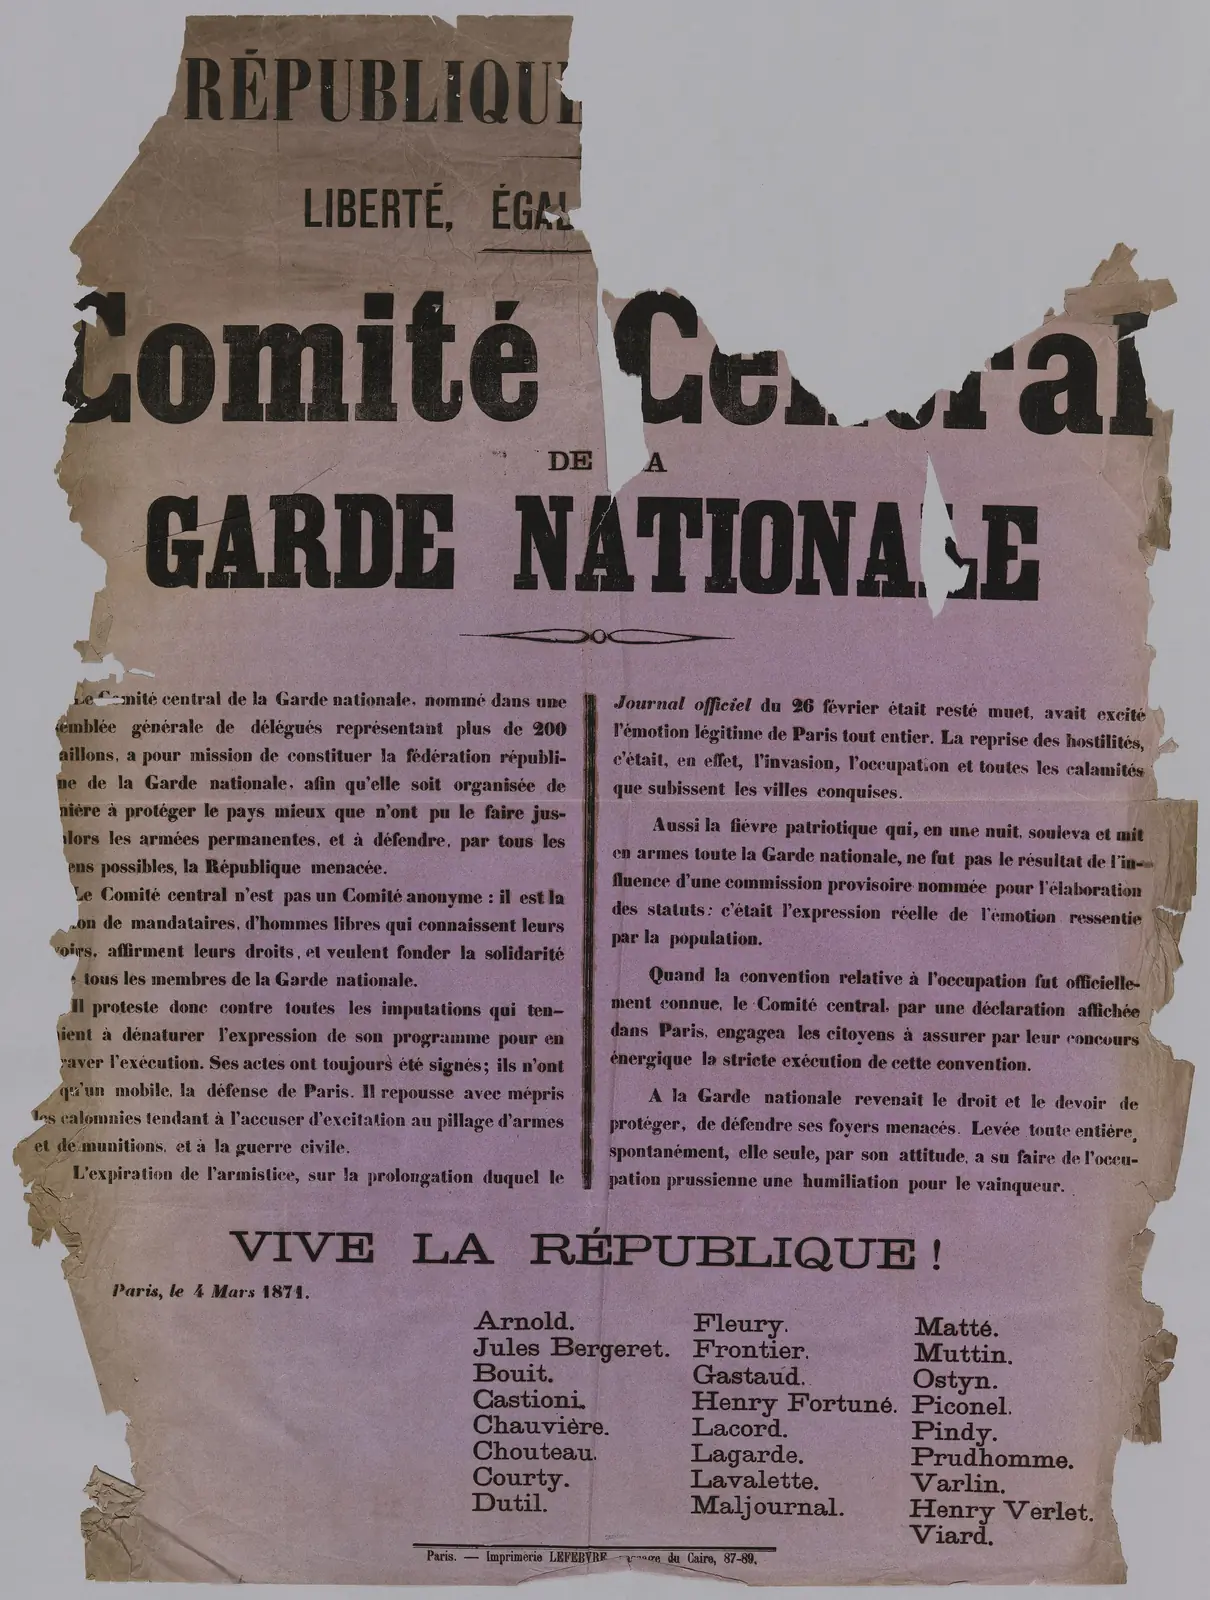 RÉPUBLIQUE
LIBERTÉ, ÉGAL
Comité Central
DE LA
GARDE NATIONALE
Le Comité central de la Garde nationale, nommé dans une
emblée générale de délégués représentant plus de 200
aillons, a pour mission de constituer la fédération républi-
ne de la Garde nationale, afin qu'elle soit organisée de
nière à protéger le pays mieux que n'ont pu le faire jus-
alors les armées permanentes, et à défendre, par tous les
ens possibles, la République menacée.
Le Comité central n'est pas un Comité anonyme : il est la
on de mandataires, d'hommes libres qui connaissent leurs
voirs, affirment leurs droits, et veulent fonder la solidarité
tous les membres de la Garde nationale.
Il proteste donc contre toutes les imputations qui ten-
ient à dénaturer l'expression de son programme pour en
raver l'exécution. Ses actes ont toujours été signés ; ils n'ont
qu'un mobile, la défense de Paris. Il repousse avec mépris
les calomnies tendant à l'accuser d'excitation au pillage d'armes
et de munitions, et à la guerre civile.
L'expiration de l'armistice, sur la prolongation duquel le
Journal officiel du 26 février était resté muet, avait excité
l'émotion légitime de Paris tout entier. La reprise des hostilités,
c'était, en effet, l'invasion, l'occupation et toutes les calamités
que subissent les villes conquises.
Aussi la fièvre patriotique qui, en une nuit, souleva et mit
en armes toute la Garde nationale, ne fut pas le résultat de l'in-
fluence d'une commission provisoire nommée pour l'élaboration
des statuts : c'était l'expression réelle de l'émotion ressentie
par la population.
Quand la convention relative à l'occupation fut officielle-
ment connue, le Comité central, par une déclaration affichée
dans Paris, engagea les citoyens à assurer par leur concours
énergique la stricte exécution de cette convention.
A la Garde nationale revenait le droit et le devoir de
protéger, de défendre ses foyers menacés. Levée toute entière,
spontanément, elle seule, par son attitude, a su faire de l'occu-
pation prussienne une humiliation pour le vainqueur.
VIVE LA RÉPUBLIQUE !
Paris, le 4 Mars 1871.
Arnold.
Jules Bergeret.
Bouit.
Castioni.
Chauvière.
Chouteau.
Courty.
Dutil.
Fleury.
Frontier.
Gastaud.
Henry Fortuné.
Lacord.
Lagarde.
Lavalette.
Maljournal.
Matté.
Muttin.
Ostyn.
Piconel.
Pindy.
Prudhomme.
Varlin.
Henry Verlet.
Viard.
Paris. — Imprimerie LEFEBVRE passage du Caire, 87-89.